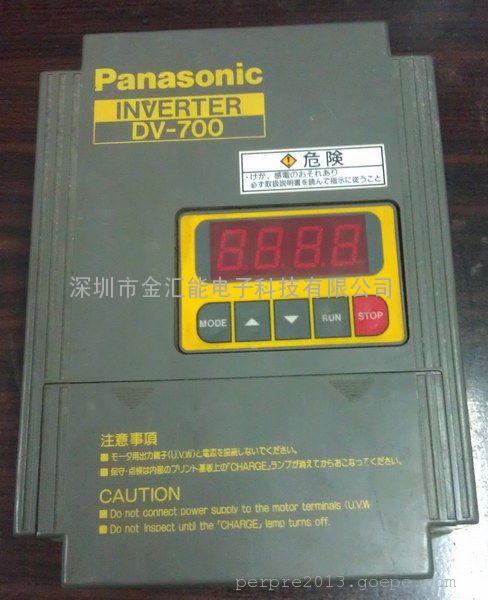 Panasonic
INVERTER
DV-700
危険
・けが、感電のおそれあり
必ず取扱説明書を読んで指示に従うこと
8.8.8.8
深圳市金汇能电子科技有限公司
MODE
RUN
STOP
注意事項
■モータ用出力端子(U.V.W)と電源を接続しないでください。
■保守・点検は内部のプリント基板上の「CHARGE」ランプが消えてからおこなってください。
CAUTION
■Do not connect power supply to the motor terminals (U.V.W
■Do not inspect until the「CHARGE」lamp turns off.
perpre2013.goepe.com